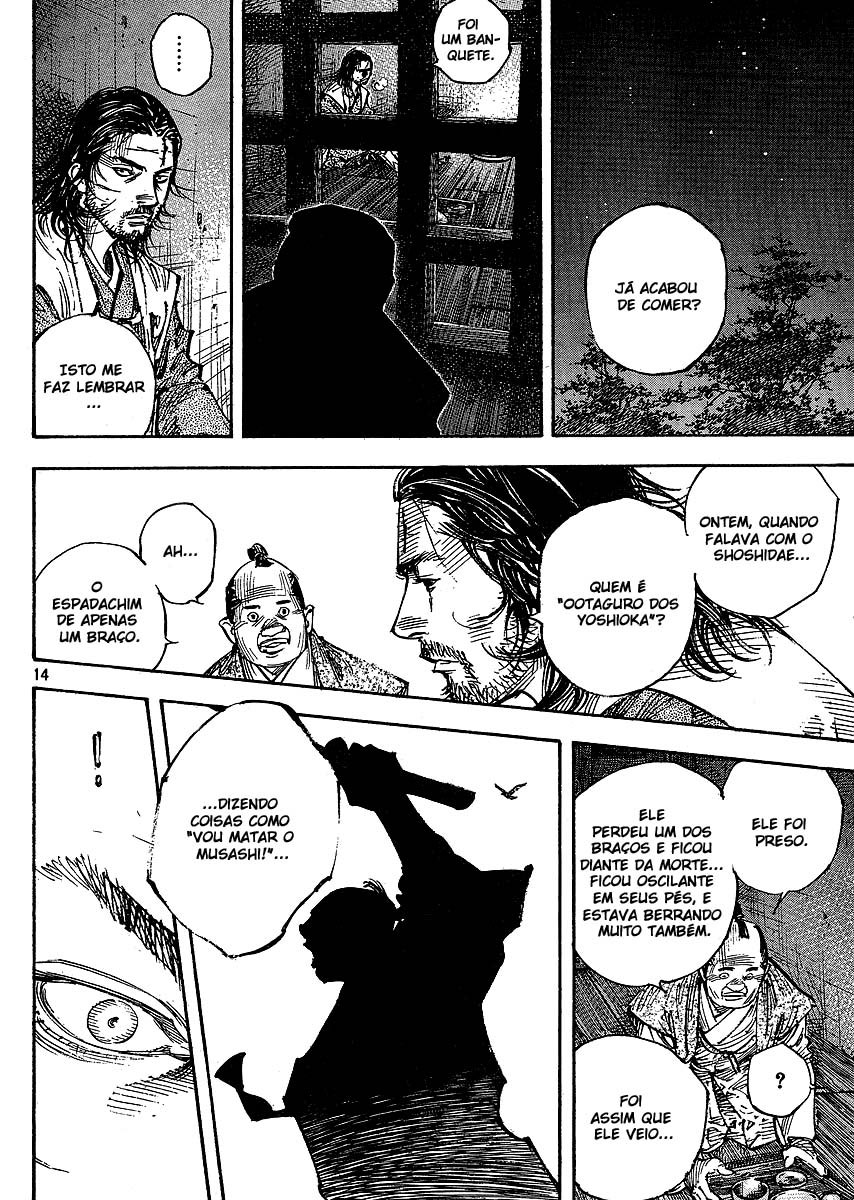 JÁ ACABOU
DE COMER?
FOI
UM BAN-
QUETE.
......
ISTO ME
FAZ LEMBRAR
...
ONTEM, QUANDO
FALAVA COM O
SHOSHIDAE...
QUEM É
"OOTAGURO DOS
YOSHIOKA"?
AH...
O
ESPADACHIM
DE APENAS
UM BRAÇO.
14
ELE FOI
PRESO.
ELE
PERDEU UM DOS
BRAÇOS E FICOU
DIANTE DA MORTE...
FICOU OSCILANTE
EM SEUS PÉS, E
ESTAVA BERRANDO
MUITO TAMBÉM.
?
FOI
ASSIM QUE
ELE VEIO...
...DIZENDO
COISAS COMO
"VOU MATAR O
MUSASHI!"...
!